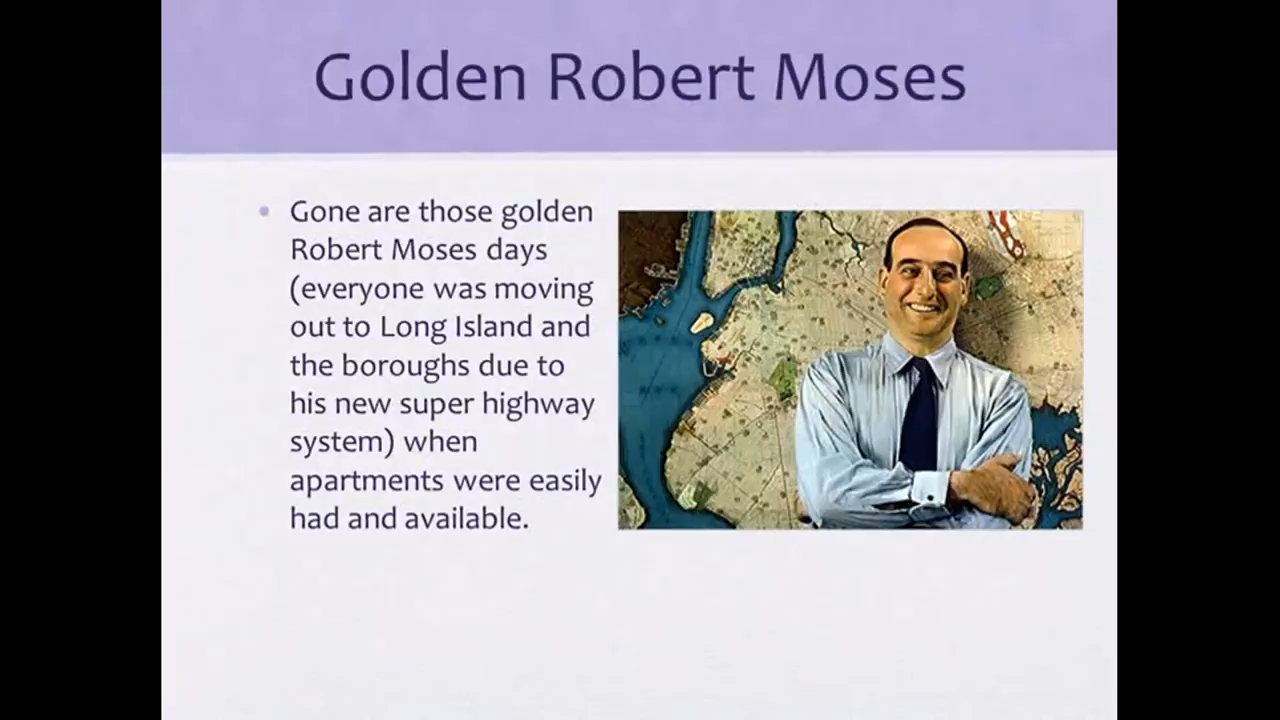 Golden Robert Moses
Gone are those golden
Robert Moses days
(everyone was moving
out to Long Island and
the boroughs due to
his new super highway
system) when
apartments were easily
had and available.